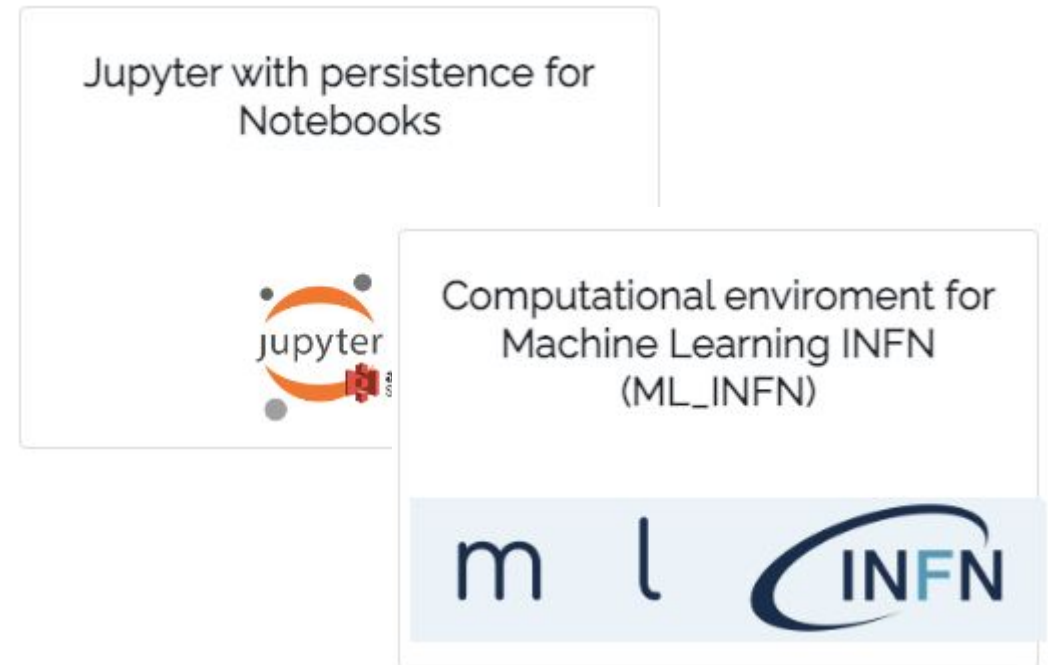 Jupyter with persistence for
Notebooks
jupyter
Computational enviroment for
Machine Learning INFN
(ML_INFN)
m l INFN